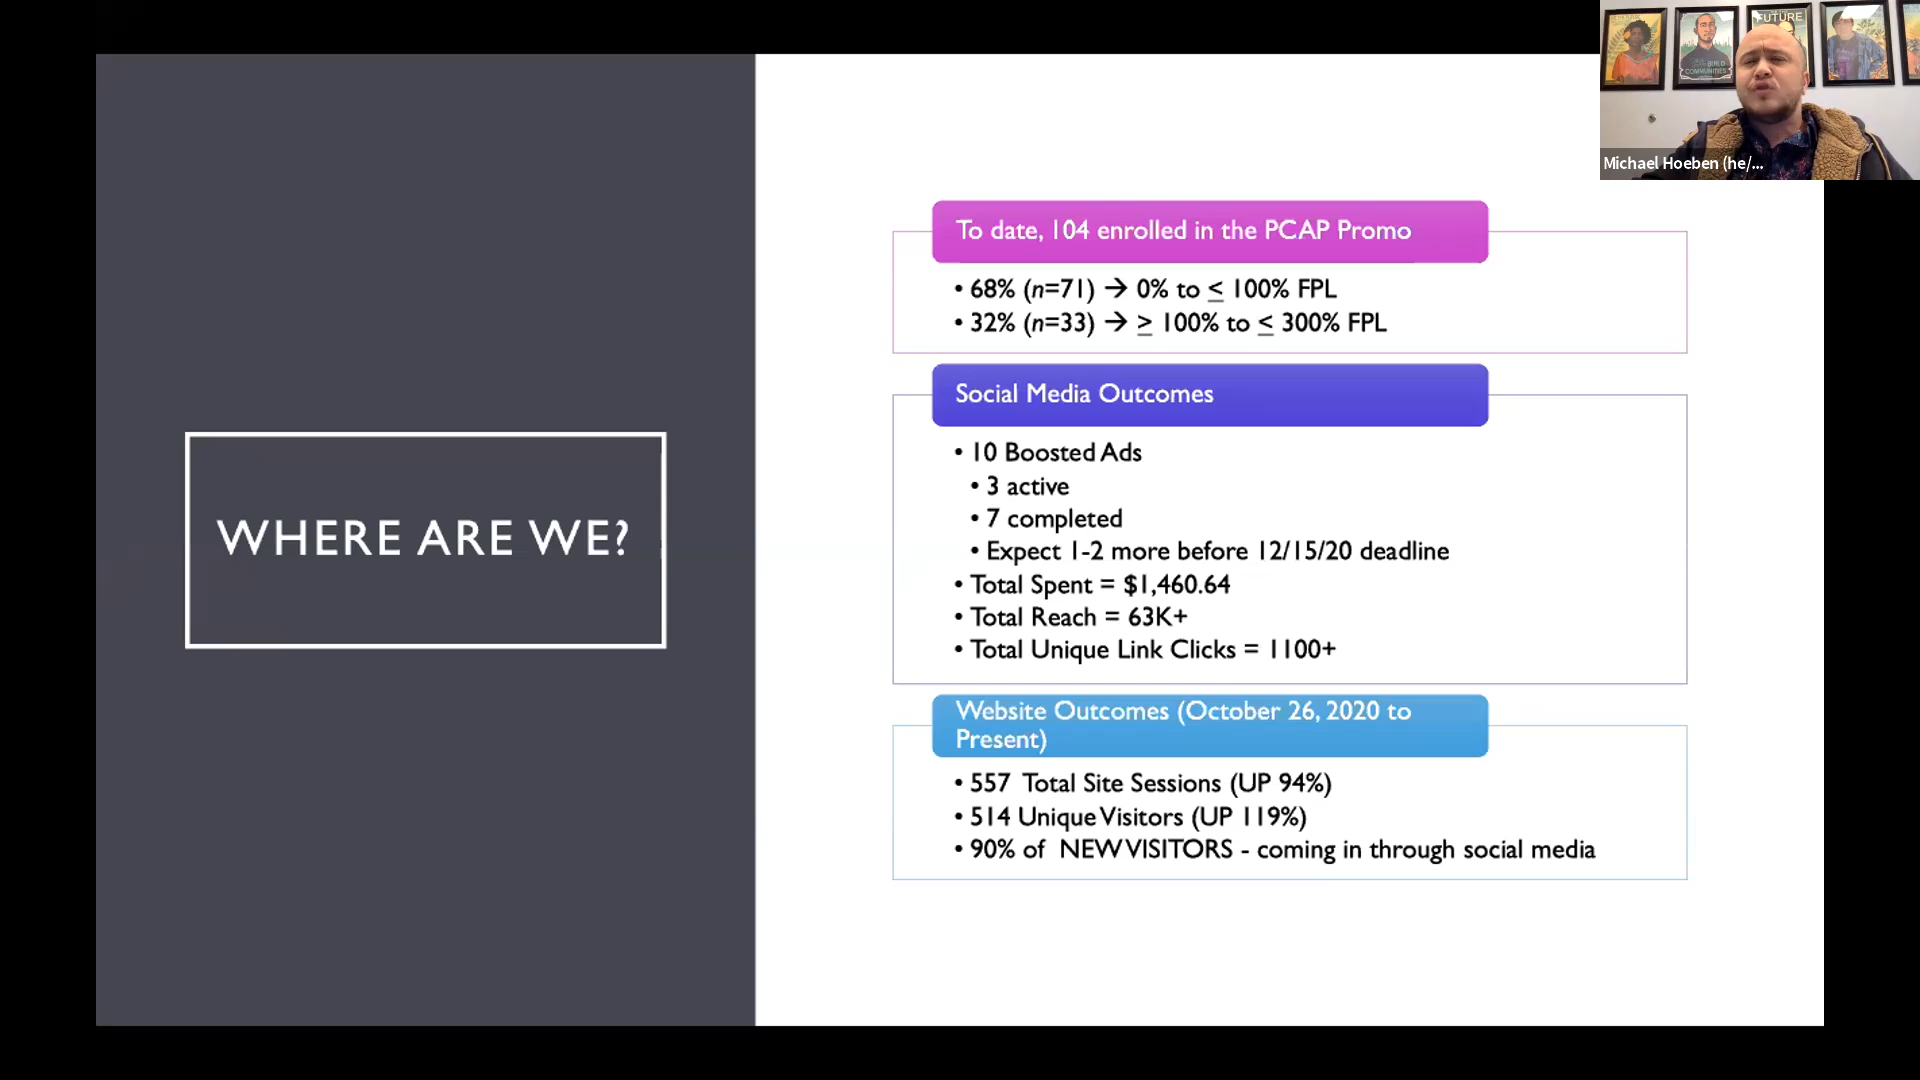 FUTURE
BUILD
COMMUNITIES
Michael Hoeben (he/...
WHERE ARE WE?
To date, 104 enrolled in the PCAP Promo
• 68% (n=71) → 0% to ≤ 100% FPL
• 32% (n=33) → ≥ 100% to ≤ 300% FPL
Social Media Outcomes
• 10 Boosted Ads
• 3 active
• 7 completed
• Expect 1-2 more before 12/15/20 deadline
• Total Spent = $1,460.64
• Total Reach = 63K+
• Total Unique Link Clicks = 1100+
Website Outcomes (October 26, 2020 to
Present)
• 557 Total Site Sessions (UP 94%)
• 514 Unique Visitors (UP 119%)
• 90% of NEW VISITORS - coming in through social media